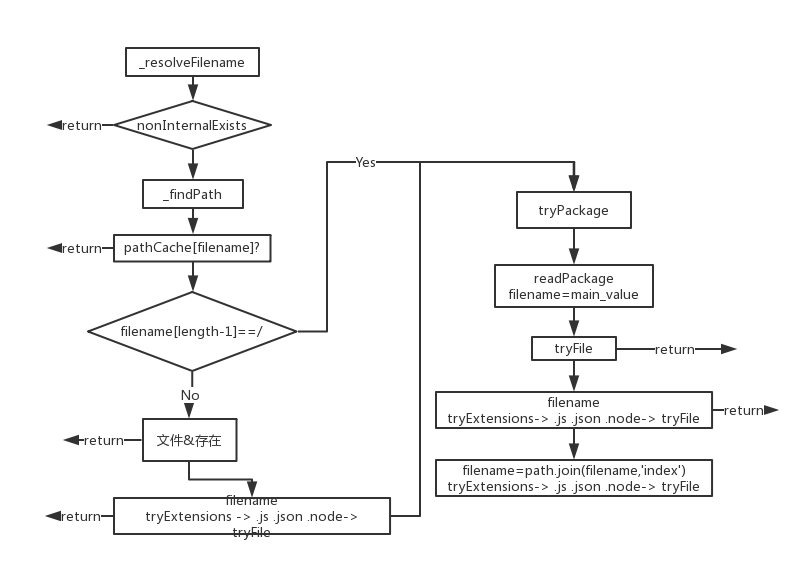 _resolveFilename
return
nonInternalExists
_findPath
return
pathCache[filename]?
filename[length-1]==/
Yes
No
return
文件&存在
filename
return
tryExtensions -> .js .json .node->
tryFile
tryPackage
readPackage
filename=main_value
tryFile
return
filename
tryExtensions-> .js .json .node-> tryFile
return
filename=path.join(filename,'index')
tryExtensions-> .js .json .node-> tryFile